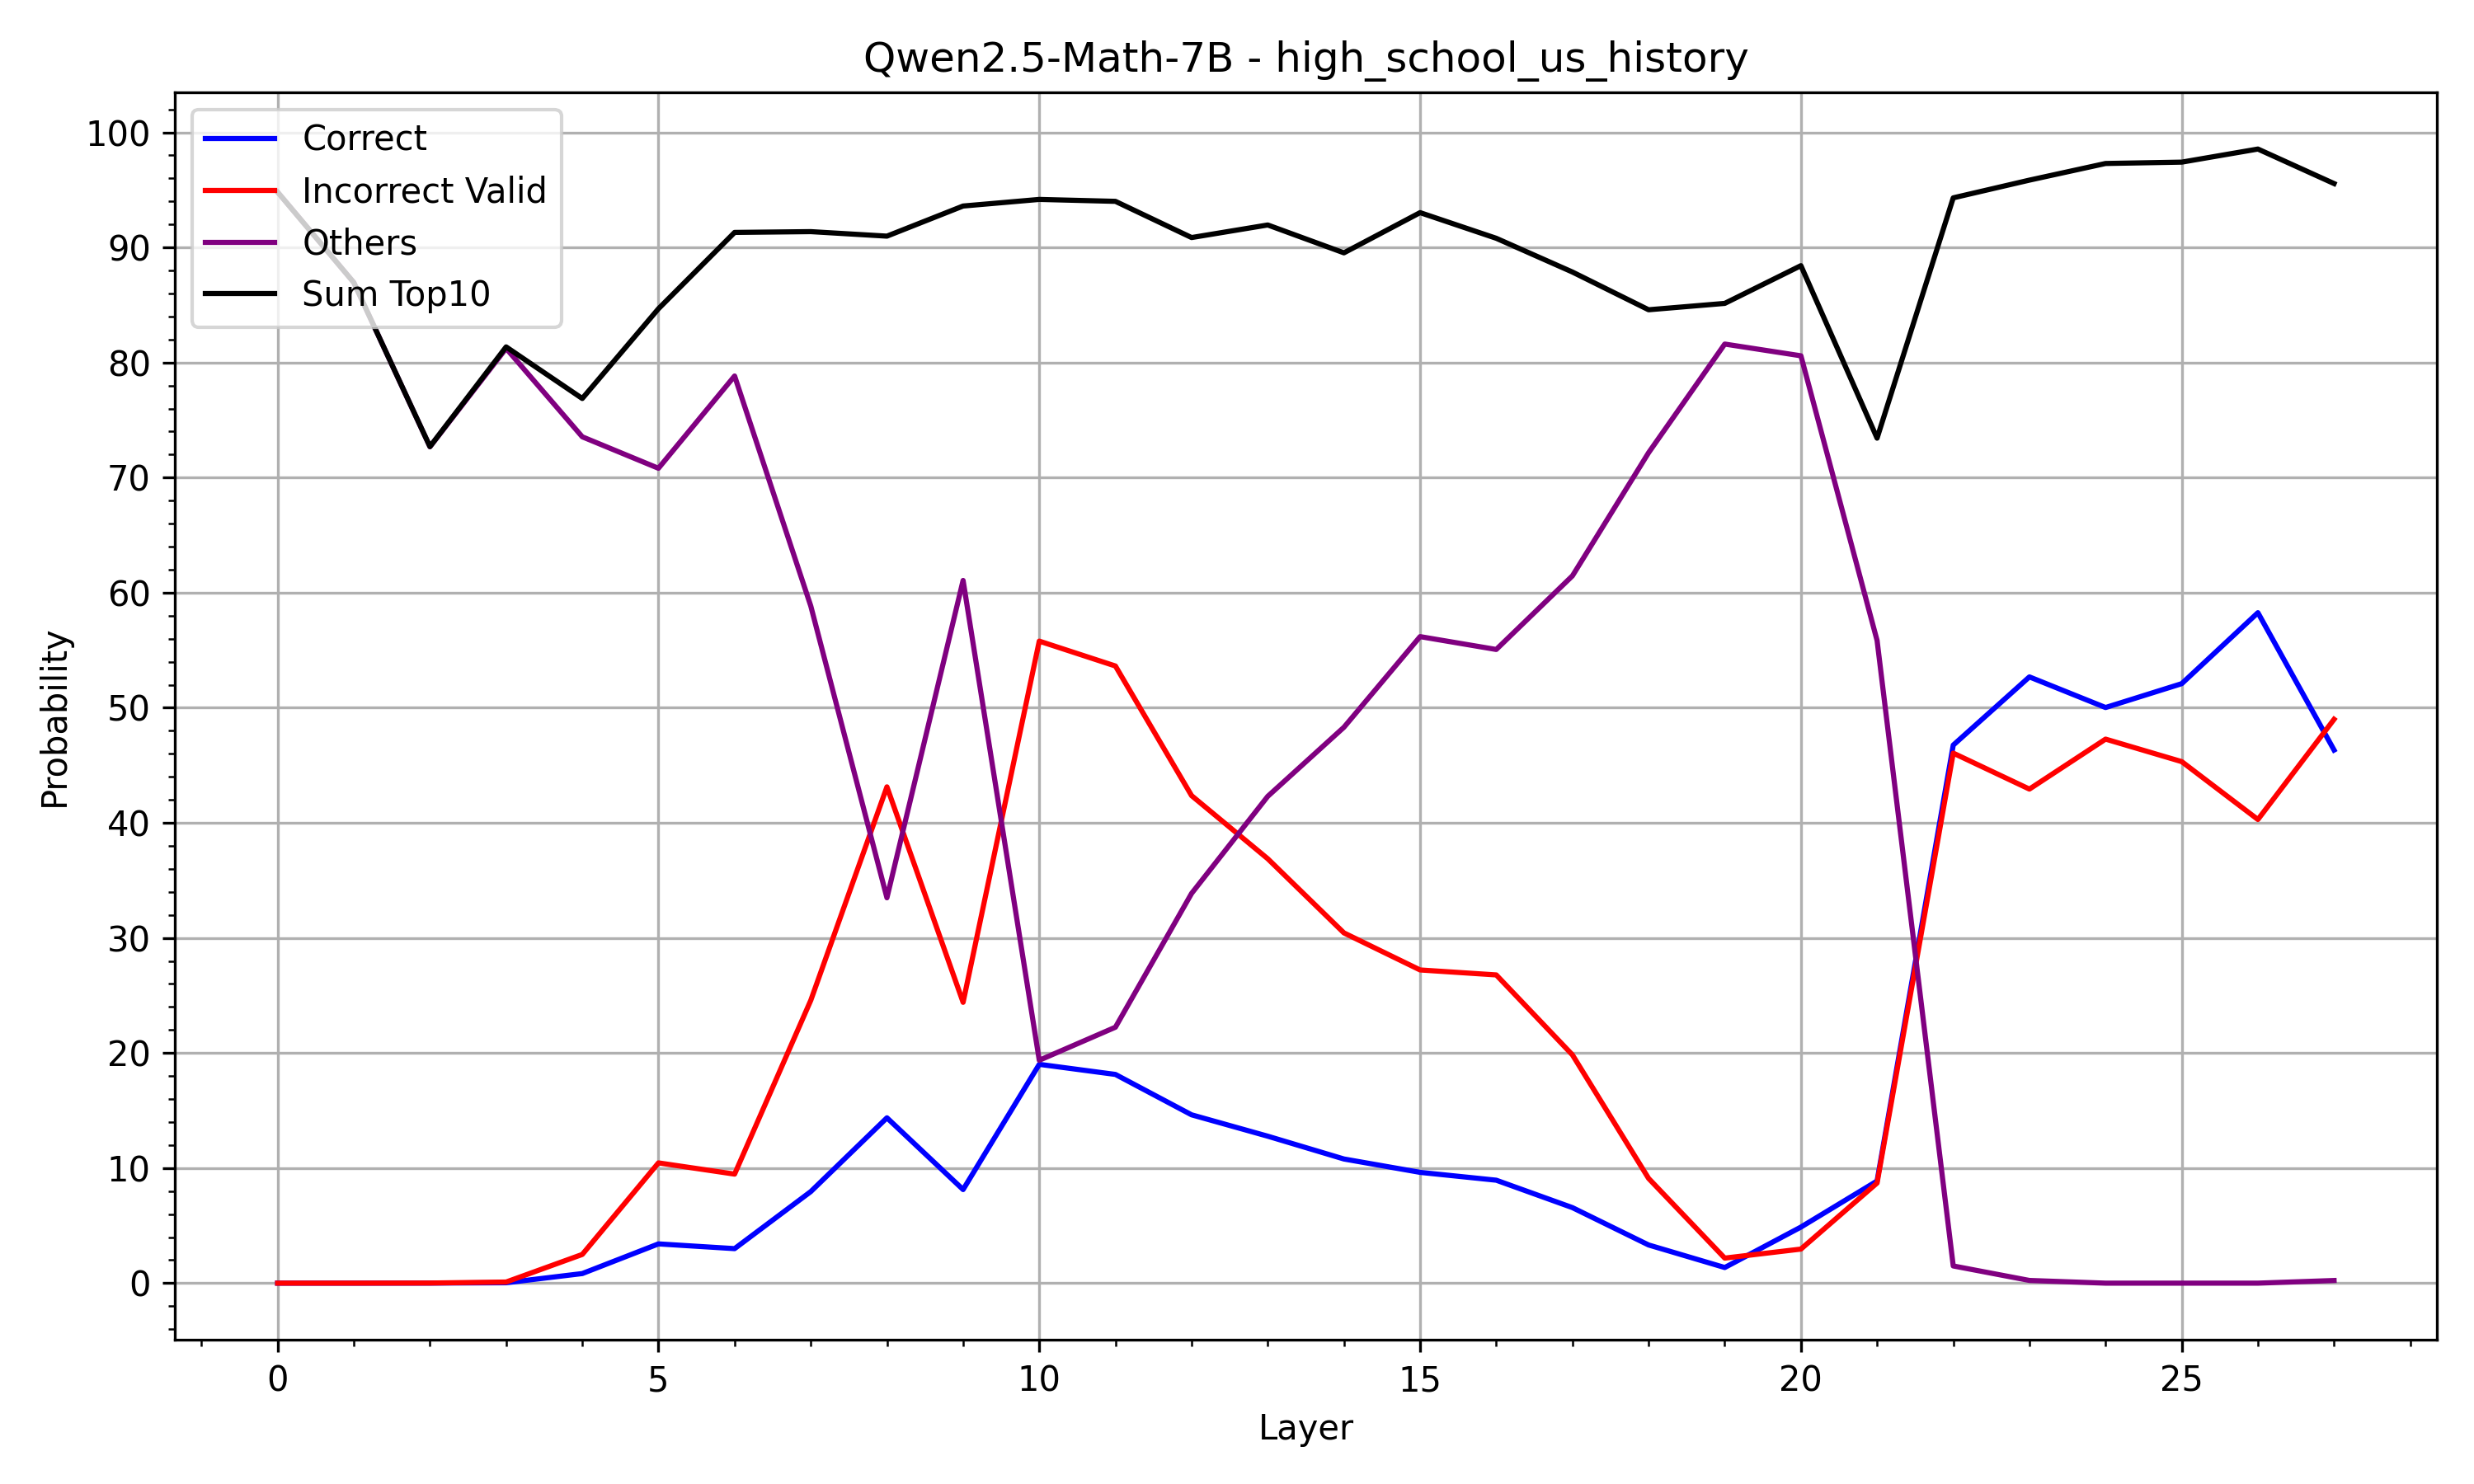 Qwen2.5-Math-7B - high_school_us_history
Correct
Incorrect Valid
Others
Sum Top10
100
90
80
70
60
50
40
30
20
10
0
Probability
0 5 10 15 20 25
Layer